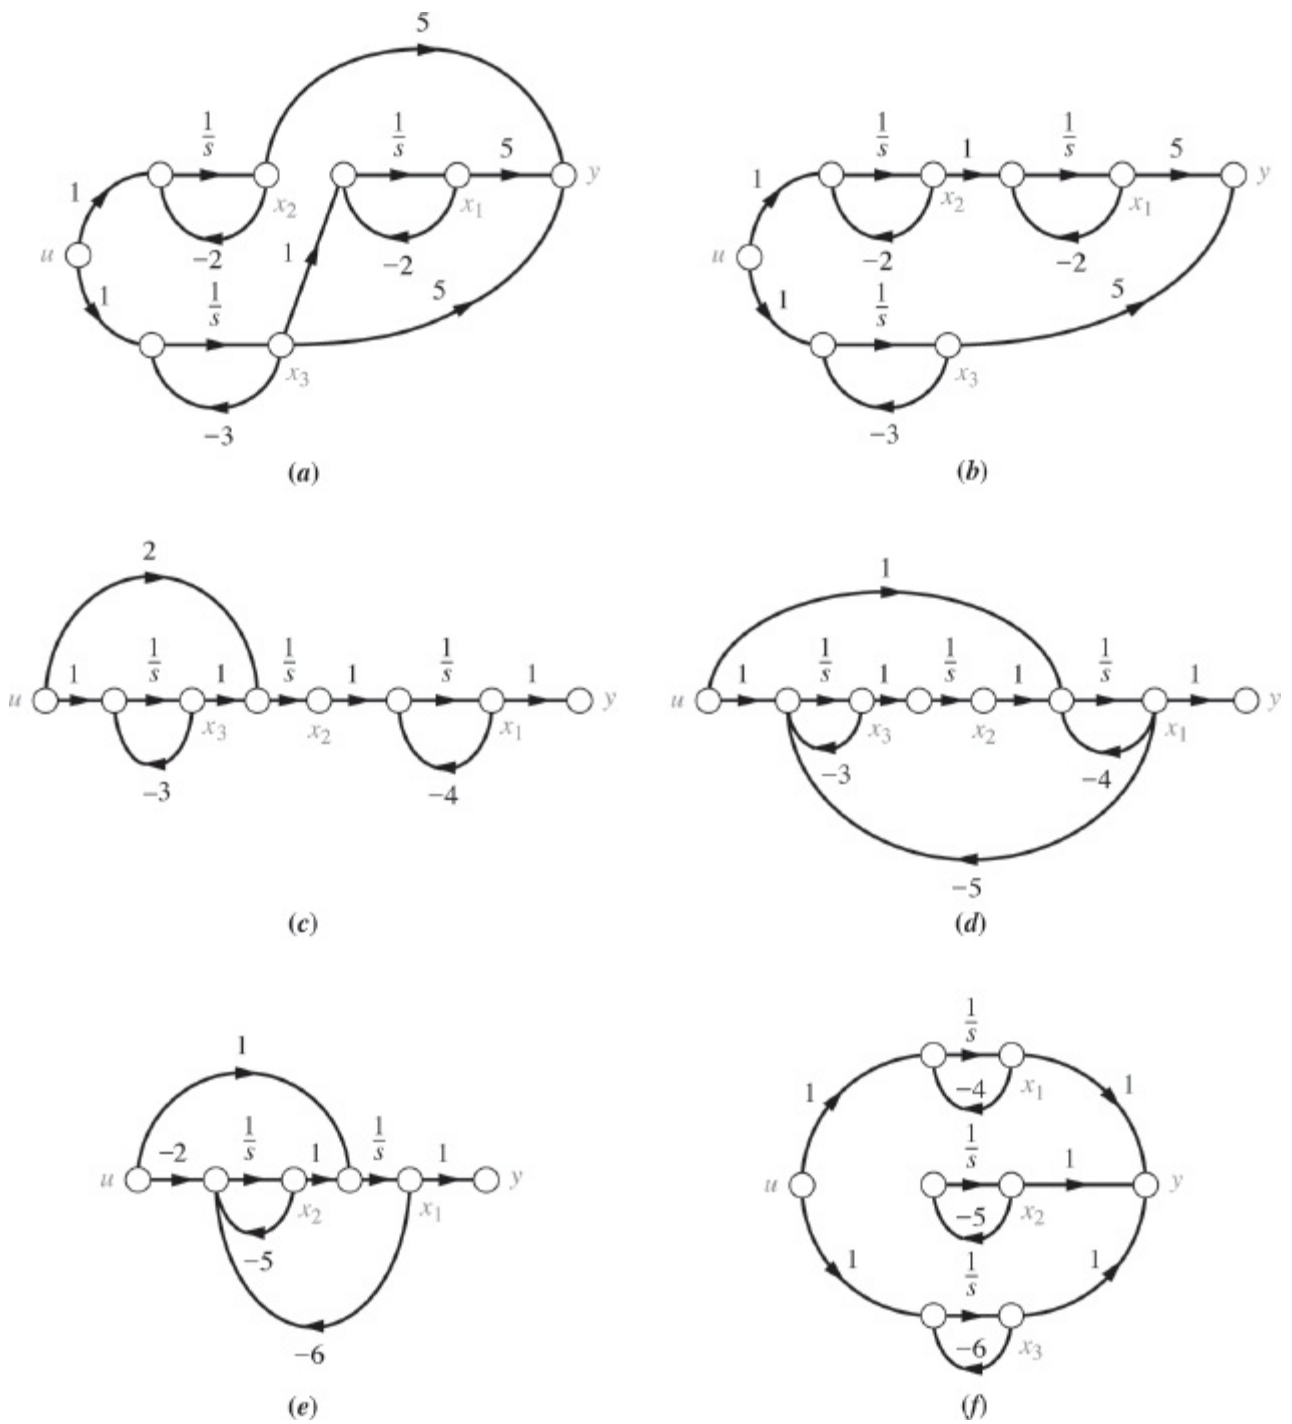 5
1/s 1/s 5 y
1 x2 x1
-2 -2
u 1
1 1/s 5
x3
-3
(a)
1/s 1 1/s 5 y
1 x2 x1
-2 -2
u
1 1/s 5
x3
-3
(b)
2
1 1/s 1 1/s 1 1/s 1
u x3 x2 x1 y
-3 -4
(c)
1
1 1/s 1 1/s 1 1/s 1
u x3 x2 x1 y
-3 -4
-5
(d)
1
-2 1/s 1 1/s 1
u x2 x1 y
-5
-6
(e)
1/s
1 -4 x1 1
1/s 1
u -5 x2 y
1 1/s 1
-6 x3
(f)